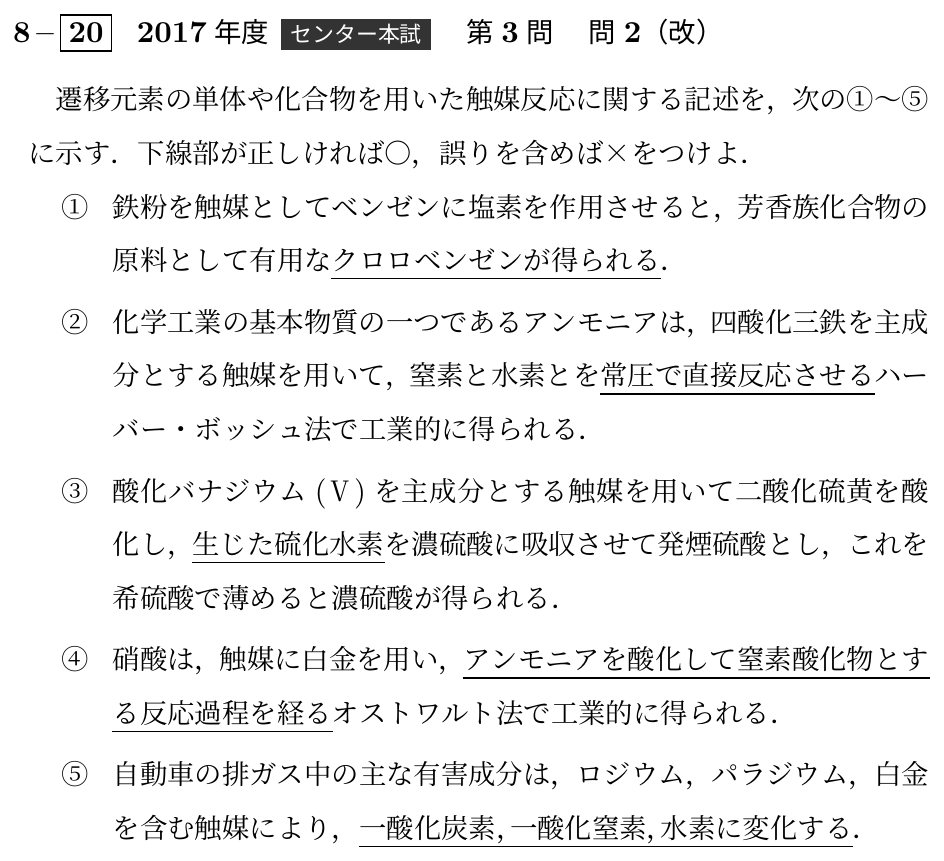 8－20 2017 年度 センター本試 第 3 問 問 2（改）
遷移元素の単体や化合物を用いた触媒反応に関する記述を，次の①～⑤
に示す．下線部が正しければ○，誤りを含めば×をつけよ．
① 鉄粉を触媒としてベンゼンに塩素を作用させると，芳香族化合物の
原料として有用なクロロベンゼンが得られる．
② 化学工業の基本物質の一つであるアンモニアは，四酸化三鉄を主成
分とする触媒を用いて，窒素と水素とを常圧で直接反応させるハー
バー・ボッシュ法で工業的に得られる．
③ 酸化バナジウム (Ⅴ) を主成分とする触媒を用いて二酸化硫黄を酸
化し，生じた硫化水素を濃硫酸に吸収させて発煙硫酸とし，これを
希硫酸で薄めると濃硫酸が得られる．
④ 硝酸は，触媒に白金を用い，アンモニアを酸化して窒素酸化物とす
る反応過程を経るオストワルト法で工業的に得られる．
⑤ 自動車の排ガス中の主な有害成分は，ロジウム，パラジウム，白金
を含む触媒により，一酸化炭素, 一酸化窒素, 水素に変化する．